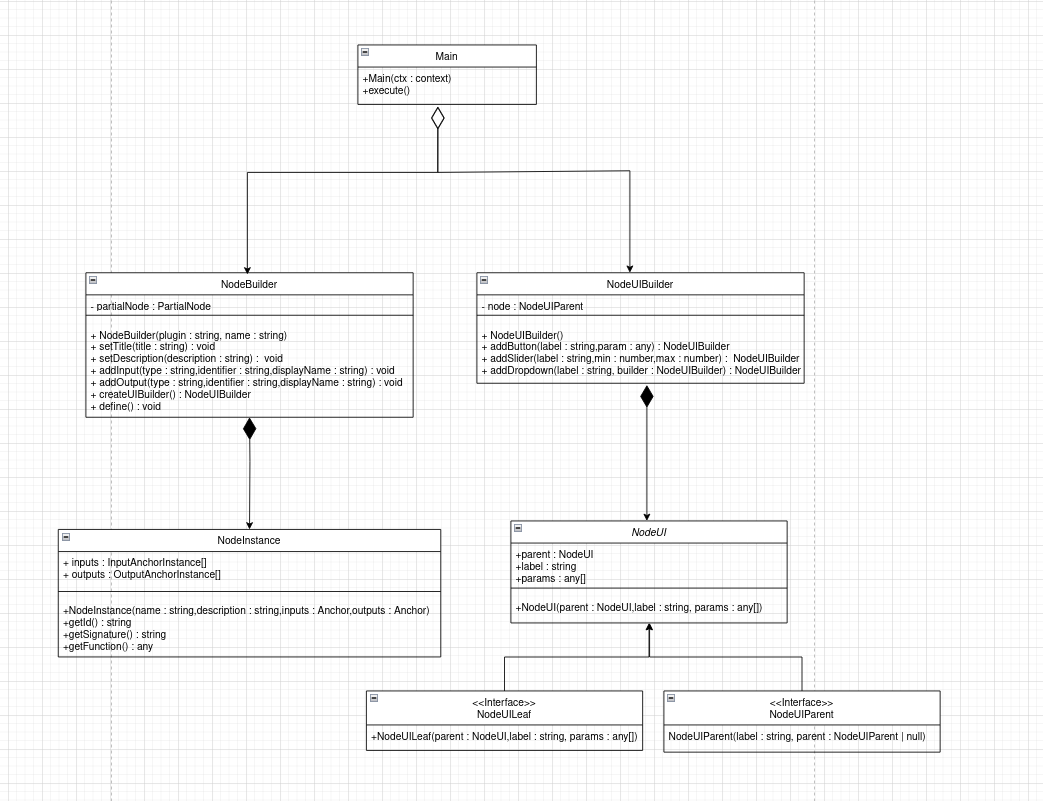 Main
+Main(ctx : context)
+execute()
NodeBuilder
- partialNode : PartialNode
+ NodeBuilder(plugin : string, name : string)
+ setTitle(title : string) : void
+ setDescription(description : string) :  void
+ addInput(type : string,identifier : string,displayName : string) : void
+ addOutput(type : string,identifier : string,displayName : string) : void
+ createUIBuilder() : NodeUIBuilder
+ define() : void
NodeUIBuilder
- node : NodeUIParent
+ NodeUIBuilder()
+ addButton(label : string,param : any) : NodeUIBuilder
+ addSlider(label : string,min : number,max : number) :  NodeUIBuilder
+ addDropdown(label : string, builder : NodeUIBuilder) : NodeUIBuilder
NodeInstance
+ inputs : InputAnchorInstance[]
+ outputs : OutputAnchorInstance[]
+NodeInstance(name : string,description : string,inputs : Anchor,outputs : Anchor)
+getId() : string
+getSignature() : string
+getFunction() : any
NodeUI
+parent : NodeUI
+label : string
+params : any[]
+NodeUI(parent : NodeUI,label : string, params : any[])
<<Interface>>
NodeUILeaf
+NodeUILeaf(parent : NodeUI,label : string, params : any[])
<<Interface>>
NodeUIParent
NodeUIParent(label : string, parent : NodeUIParent | null)